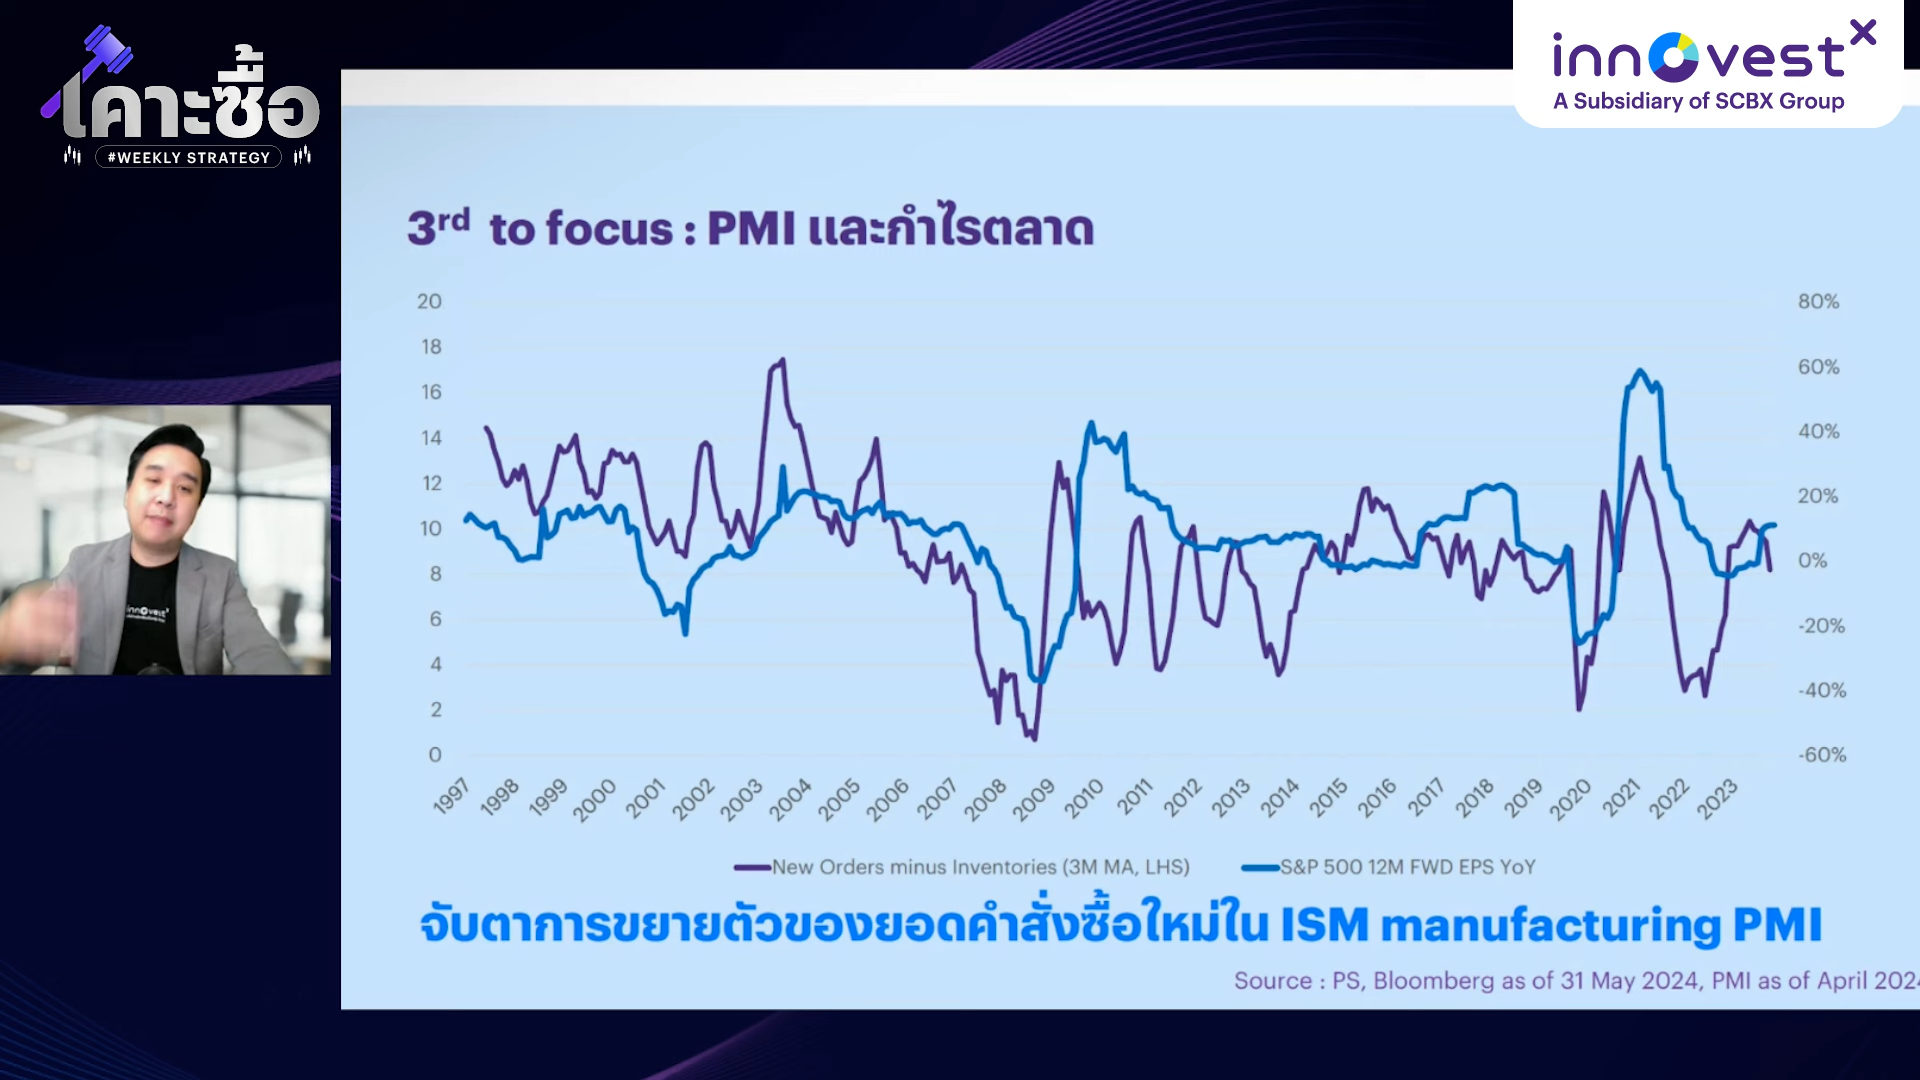 เคาะซื้อ
#WEEKLY STRATEGY
innovestx
A Subsidiary of SCBX Group
3rd to focus : PMI และกำไรตลาด
20
18
16
14
12
10
8
6
4
2
0
80%
60%
40%
20%
0%
-20%
-40%
-60%
1997 1998 1999 2000 2001 2002 2003 2004 2005 2006 2007 2008 2009 2010 2011 2012 2013 2014 2015 2016 2017 2018 2019 2020 2021 2022 2023
New Orders minus Inventories (3M MA, LHS) S&P 500 12M FWD EPS YoY
จับตาการขยายตัวของยอดคำสั่งซื้อใหม่ใน ISM manufacturing PMI
Source : PS, Bloomberg as of 31 May 2024, PMI as of April 2024
innovestx